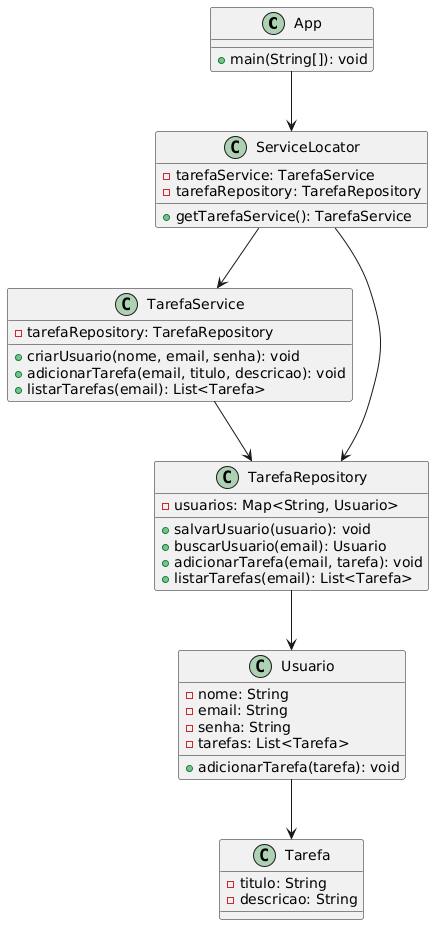 C App
main(String[]): void
C ServiceLocator
tarefaService: TarefaService
tarefaRepository: TarefaRepository
getTarefaService(): TarefaService
C TarefaService
tarefaRepository: TarefaRepository
criarUsuario(nome, email, senha): void
adicionarTarefa(email, titulo, descricao): void
listarTarefas(email): List<Tarefa>
C TarefaRepository
usuarios: Map<String, Usuario>
salvarUsuario(usuario): void
buscarUsuario(email): Usuario
adicionarTarefa(email, tarefa): void
listarTarefas(email): List<Tarefa>
C Usuario
nome: String
email: String
senha: String
tarefas: List<Tarefa>
adicionarTarefa(tarefa): void
C Tarefa
titulo: String
descricao: String